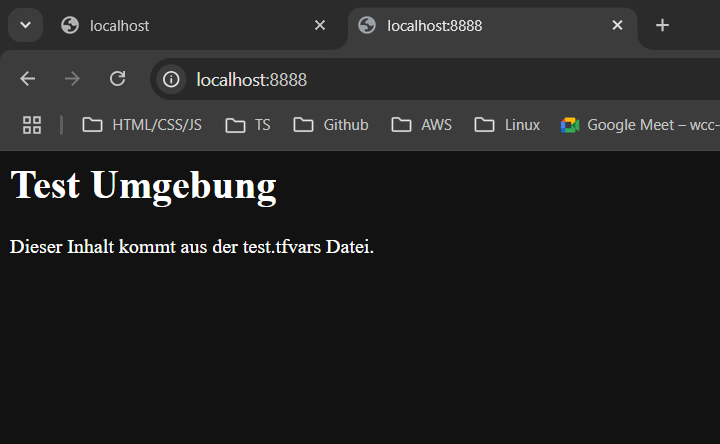 localhost
localhost:8888
localhost:8888
HTML/CSS/JS TS Github AWS Linux Google Meet – wcc-
Test Umgebung
Dieser Inhalt kommt aus der test.tfvars Datei.